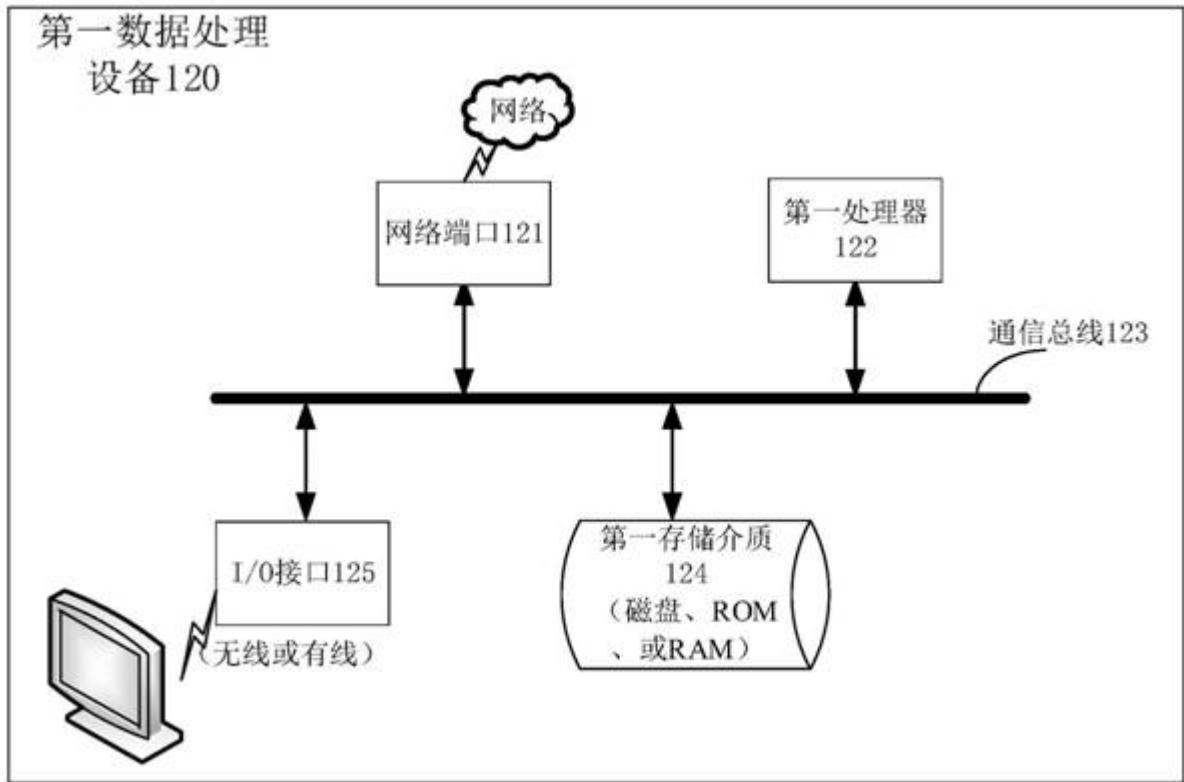 第一数据处理
设备120
网络
网络端口121
第一处理器
122
通信总线123
I/O接口125
（无线或有线）
第一存储介质
124
（磁盘、ROM
、或RAM）